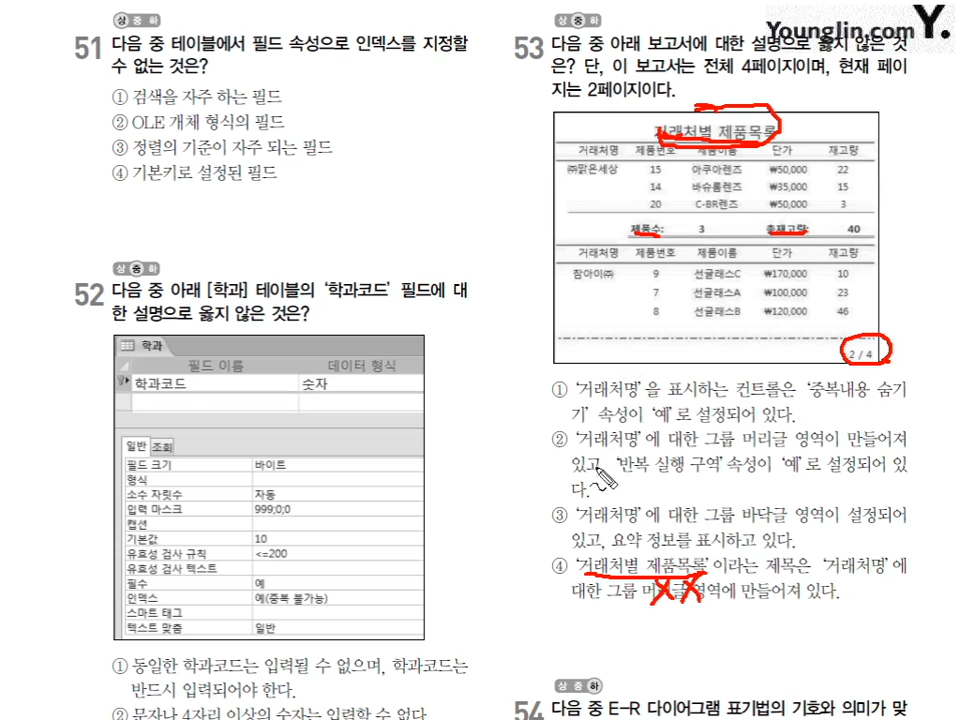 상 중 하
51 다음 중 테이블에서 필드 속성으로 인덱스를 지정할
수 없는 것은?
① 검색을 자주 하는 필드
② OLE 개체 형식의 필드
③ 정렬의 기준이 자주 되는 필드
④ 기본키로 설정된 필드
상 중 하
52 다음 중 아래 [학과] 테이블의 '학과코드' 필드에 대
한 설명으로 옳지 않은 것은?
학과
필드 이름 데이터 형식
학과코드 숫자
일반 조회
필드 크기 바이트
형식
소수 자릿수 자동
입력 마스크 999;0;0
캡션
기본값 10
유효성 검사 규칙 <=200
유효성 검사 텍스트
필수 예
인덱스 예(중복 불가능)
스마트 태그
텍스트 맞춤 일반
① 동일한 학과코드는 입력될 수 없으며, 학과코드는
반드시 입력되어야 한다.
② 문자나 4자리 이상의 숫자는 입력할 수 없다
상 중 하
Younglin.com Y.
53 다음 중 아래 보고서에 대한 설명으로 옳지 않은 것
은? 단, 이 보고서는 전체 4페이지이며, 현재 페이
지는 2페이지이다.
거래처별 제품목록
거래처명 제품번호 제품이름 단가 재고량
㈜맑은세상 15 아쿠아렌즈 ₩50,000 22
14 바슈롬렌즈 ₩35,000 15
20 C-BR렌즈 ₩50,000 3
제품수: 3 총재고량: 40
거래처명 제품번호 제품이름 단가 재고량
참아이㈜ 9 선글래스C ₩170,000 10
7 선글래스A ₩100,000 23
8 선글래스B ₩120,000 46
2 / 4
① '거래처명'을 표시하는 컨트롤은 '중복내용 숨기
기' 속성이 '예'로 설정되어 있다.
② '거래처명'에 대한 그룹 머리글 영역이 만들어져
있고, '반복 실행 구역' 속성이 '예'로 설정되어 있
다.
③ '거래처명'에 대한 그룹 바닥글 영역이 설정되어
있고, 요약 정보를 표시하고 있다.
④ '거래처별 제품목록'이라는 제목은 '거래처명'에
대한 그룹 머리글 영역에 만들어져 있다.
상 중 하
54 다음 중 E-R 다이어그램 표기법의 기호와 의미가 맞